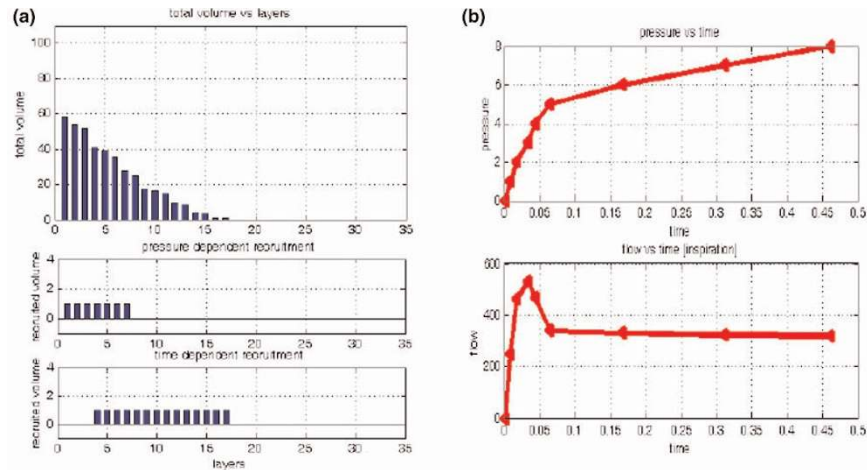 (a)
total volume vs layers
total volume
100
80
60
40
20
0
0 5 10 15 20 25 30 35
pressure dependent recruitment
recruited volume
4
2
0
0 5 10 15 20 25 30 35
time dependent recruitment
recruited volume
4
2
0
0 5 10 15 20 25 30 35
layers
(b)
pressure vs time
pressure
8
6
4
2
0
0 0.05 0.1 0.15 0.2 0.25 0.3 0.35 0.4 0.45 0.5
time
flow vs time [inspiration]
flow
600
400
200
0
0 0.05 0.1 0.15 0.2 0.25 0.3 0.35 0.4 0.45 0.5
time